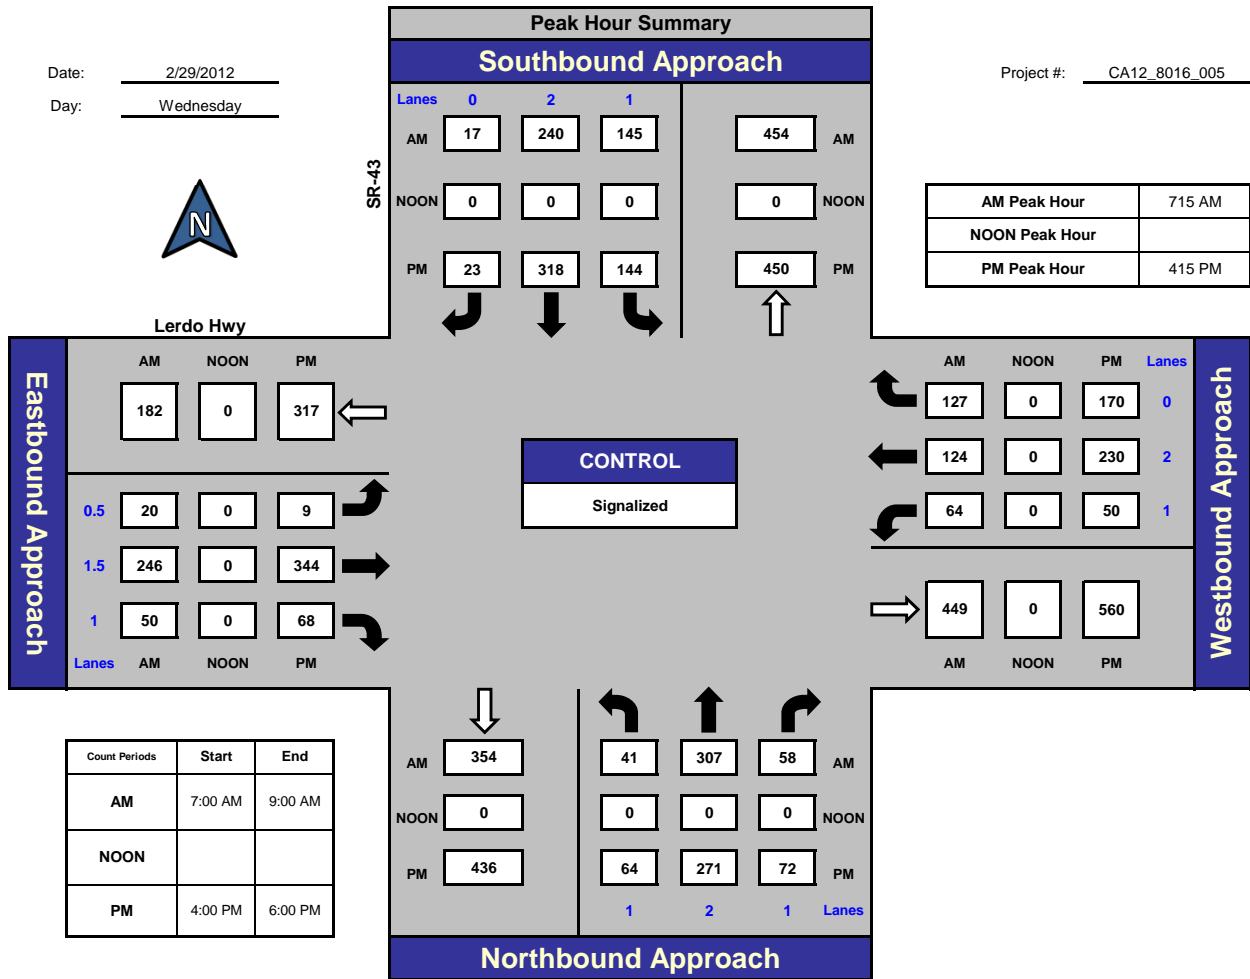 Peak Hour Summary
Southbound Approach
Date: 2/29/2012
Day: Wednesday
Project #: CA12_8016_005
Lanes 0 2 1
AM 17 240 145 454 AM
NOON 0 0 0 0 NOON
PM 23 318 144 450 PM
SR-43
N
AM Peak Hour 715 AM
NOON Peak Hour
PM Peak Hour 415 PM
Lerdo Hwy
Eastbound Approach
AM NOON PM
182 0 317
0.5 20 0 9
1.5 246 0 344
1 50 0 68
Lanes AM NOON PM
CONTROL
Signalized
AM NOON PM Lanes
127 0 170 0
124 0 230 2
64 0 50 1
449 0 560
AM NOON PM
Westbound Approach
Count Periods Start End
AM 7:00 AM 9:00 AM
NOON
PM 4:00 PM 6:00 PM
AM 354 41 307 58 AM
NOON 0 0 0 0 NOON
PM 436 64 271 72 PM
1 2 1 Lanes
Northbound Approach